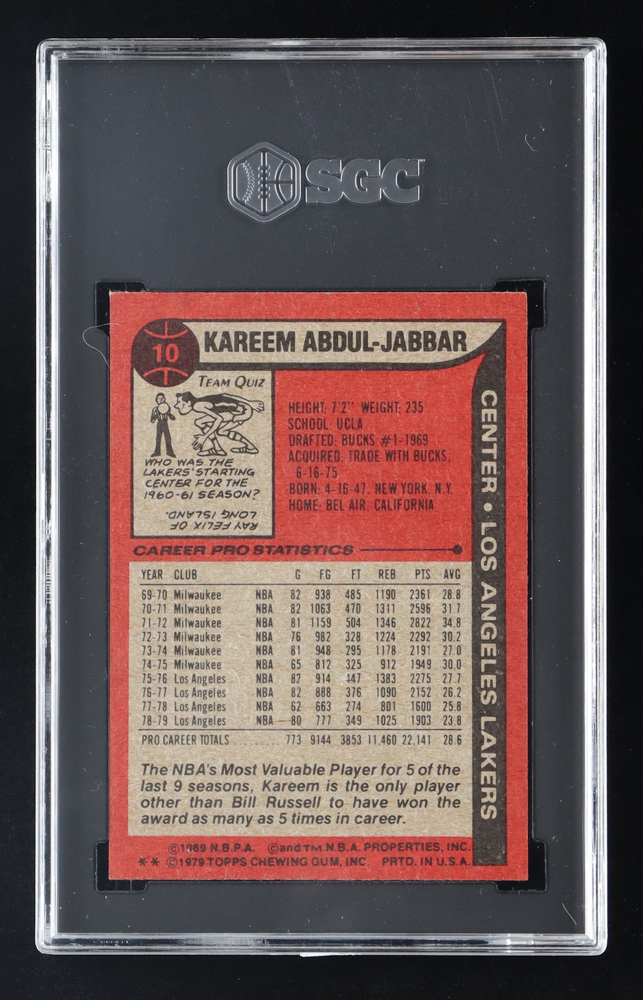 SGC
10 KAREEM ABDUL-JABBAR
TEAM QUIZ
WHO WAS THE
LAKERS' STARTING
CENTER FOR THE
1960-61 SEASON?
RAY FELIX OF
LONG ISLAND.
HEIGHT: 7'2" WEIGHT: 235
SCHOOL: UCLA
DRAFTED: BUCKS #1-1969
ACQUIRED: TRADE WITH BUCKS,
6-16-75
BORN: 4-16-47, NEW YORK, N.Y.
HOME: BEL AIR, CALIFORNIA
CENTER • LOS ANGELES LAKERS
CAREER PRO STATISTICS
YEAR CLUB G FG FT REB PTS AVG
69-70 Milwaukee NBA 82 938 485 1190 2361 28.8
70-71 Milwaukee NBA 82 1063 470 1311 2596 31.7
71-72 Milwaukee NBA 81 1159 504 1346 2822 34.8
72-73 Milwaukee NBA 76 982 328 1224 2292 30.2
73-74 Milwaukee NBA 81 948 295 1178 2191 27.0
74-75 Milwaukee NBA 65 812 325 912 1949 30.0
75-76 Los Angeles NBA 82 914 447 1383 2275 27.7
76-77 Los Angeles NBA 82 888 376 1090 2152 26.2
77-78 Los Angeles NBA 62 663 274 801 1600 25.8
78-79 Los Angeles NBA 80 777 349 1025 1903 23.8
PRO CAREER TOTALS .......... 773 9144 3853 11,460 22,141 28.6
The NBA's Most Valuable Player for 5 of the
last 9 seasons, Kareem is the only player
other than Bill Russell to have won the
award as many as 5 times in career.
©1969 N.B.P.A. ©and TM N.B.A. PROPERTIES, INC.
** ©1979 TOPPS CHEWING GUM, INC. PRTD. IN U.S.A.